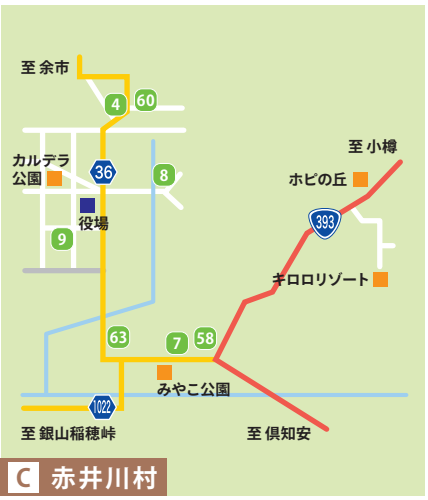 至 余市
4
60
至 小樽
カルデラ
公園
36
8
ホピの丘
役場
393
9
キロロリゾート
63
7
58
みやこ公園
1022
至 銀山稲穂峠
至 倶知安
C 赤井川村